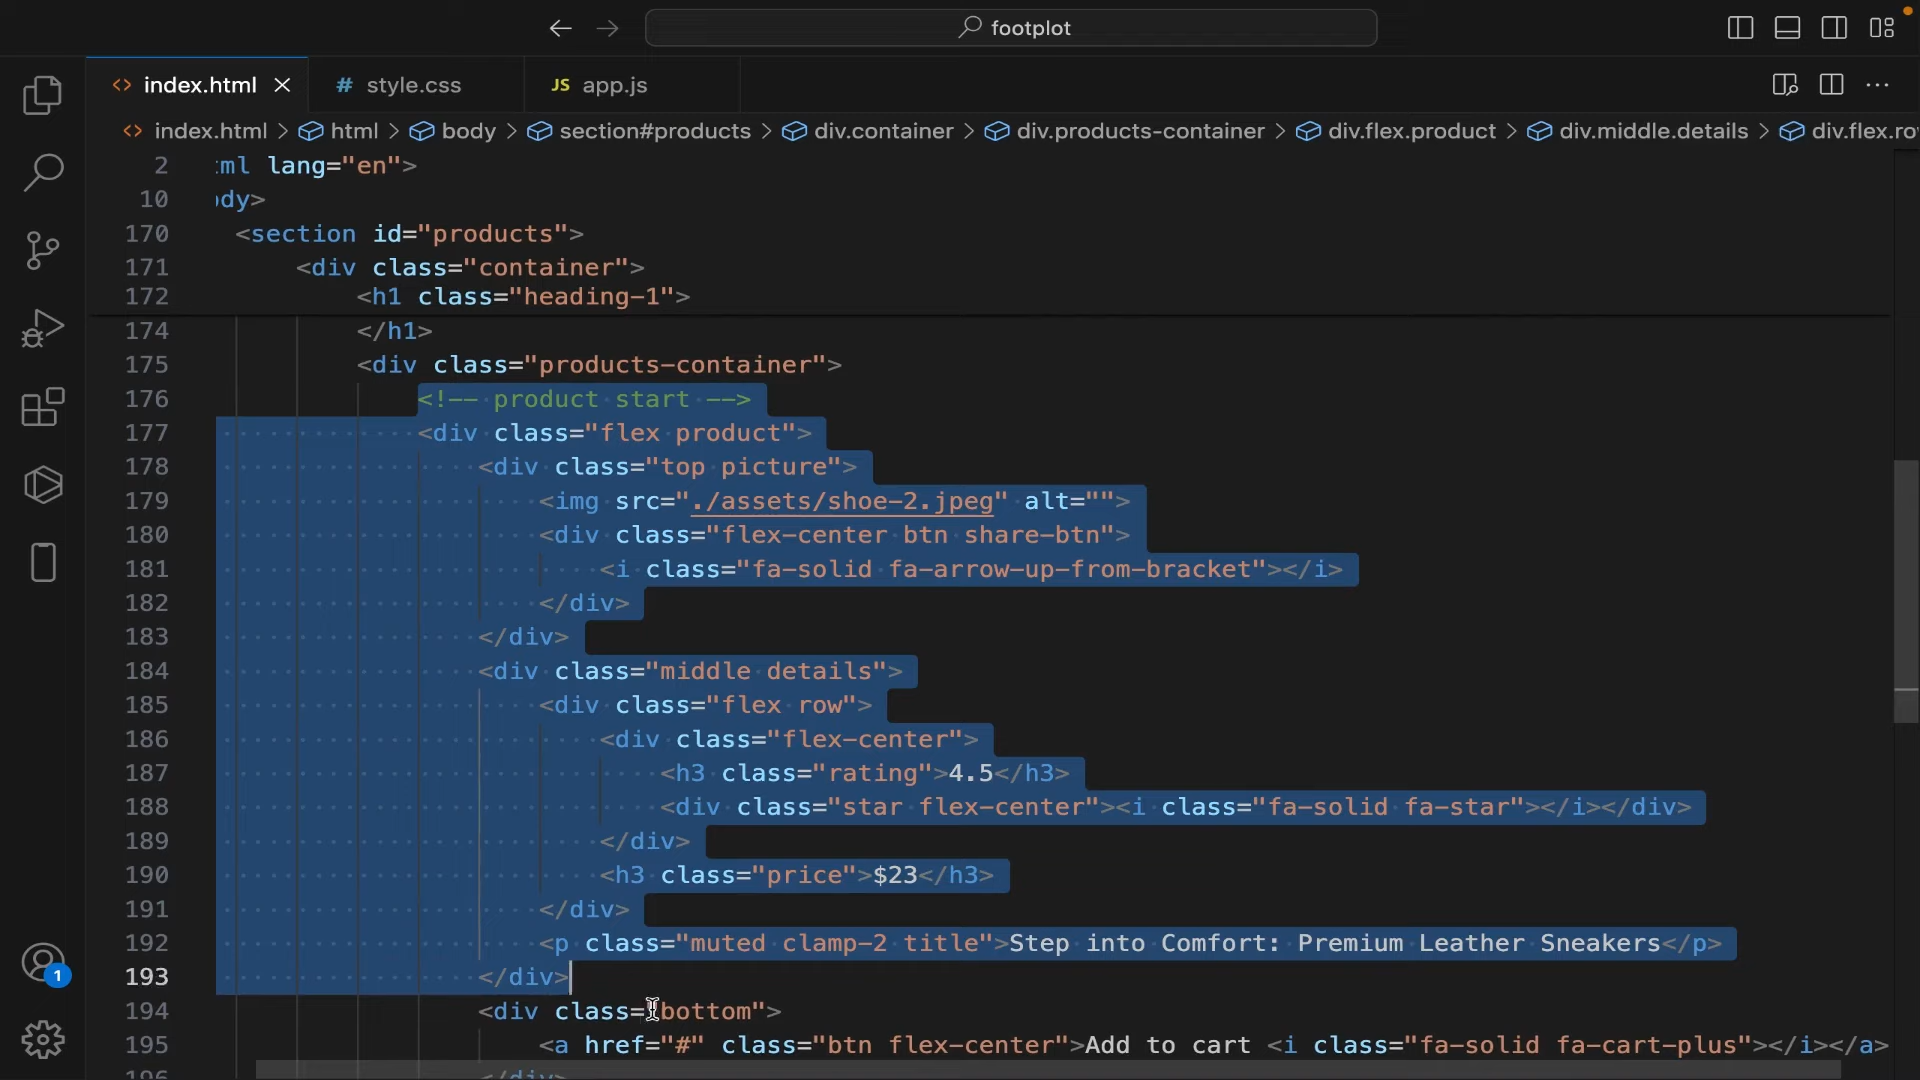 footplot
index.html
style.css
JS app.js
index.html > html > body > section#products > div.container > div.products-container > div.flex.product > div.middle.details > div.flex.ro
2 ml lang="en">
10 dy>
170 <section id="products">
171 <div class="container">
172 <h1 class="heading-1">
174 </h1>
175 <div class="products-container">
176 <!-- product start -->
177 <div class="flex product">
178 <div class="top picture">
179 <img src="./assets/shoe-2.jpeg" alt="">
180 <div class="flex-center btn share-btn">
181 <i class="fa-solid fa-arrow-up-from-bracket"></i>
182 </div>
183 </div>
184 <div class="middle details">
185 <div class="flex row">
186 <div class="flex-center">
187 <h3 class="rating">4.5</h3>
188 <div class="star flex-center"><i class="fa-solid fa-star"></i></div>
189 </div>
190 <h3 class="price">$23</h3>
191 </div>
192 <p class="muted clamp-2 title">Step into Comfort: Premium Leather Sneakers</p>
193 </div>
194 <div class="bottom">
195 <a href="#" class="btn flex-center">Add to cart <i class="fa-solid fa-cart-plus"></i></a>
196 </div>
1